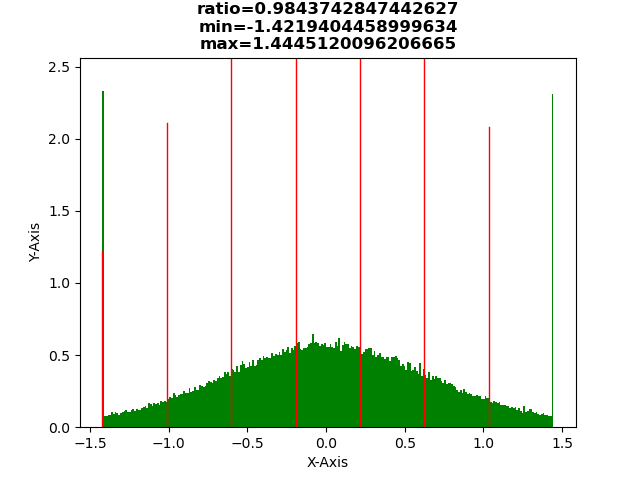 ratio=0.9843742847442627
min=-1.4219404458999634
max=1.4445120096206665
2.5
2.0
1.5
1.0
0.5
0.0
Y-Axis
−1.5 −1.0 −0.5 0.0 0.5 1.0 1.5
X-Axis